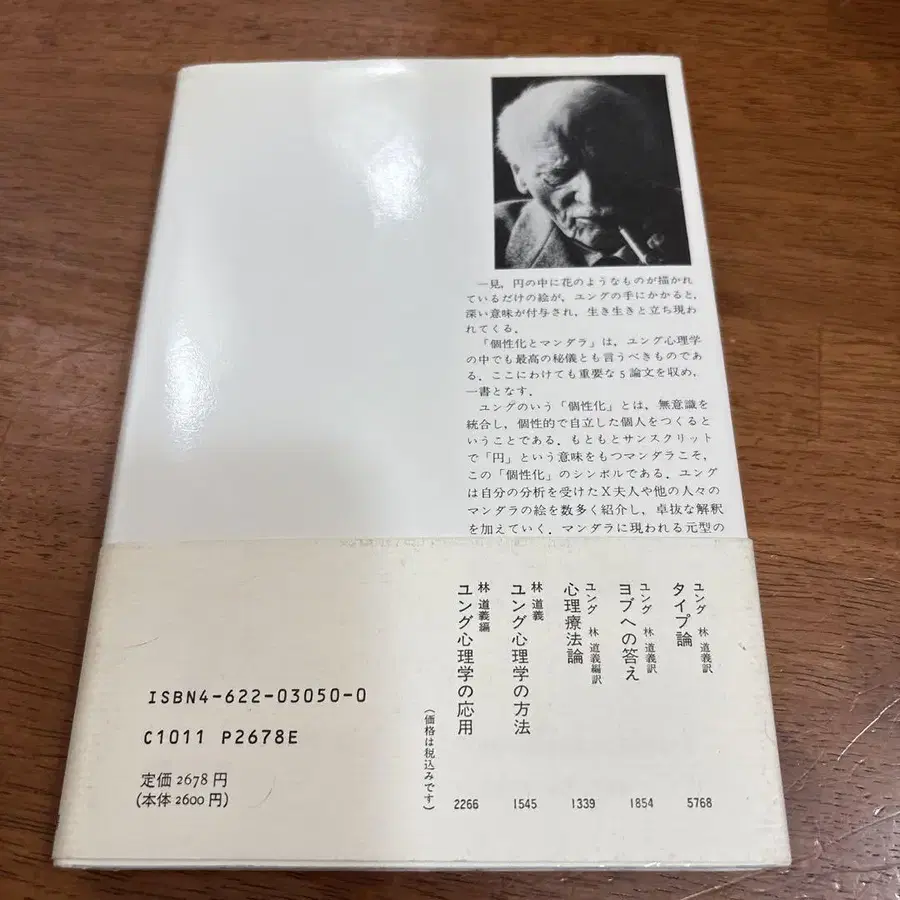 一見，円の中に花のようなものが描かれ
ているだけの絵が，ユングの手にかかると，
深い意味が付与され，生き生きと立ち現わ
れてくる．
「個性化とマンダラ」は，ユング心理学
の中でも最高の秘儀とも言うべきものであ
る．ここにわけても重要な5論文を収め，
一書となす．
ユングのいう「個性化」とは，無意識を
統合し，個性的で自立した個人をつくると
いうことである．もともとサンスクリット
で「円」という意味をもつマンダラこそ，
この「個性化」のシンボルである．ユング
は自分の分析を受けたX夫人や他の人々の
マンダラの絵を数多く紹介し，卓抜な解釈
を加えていく．マンダラに現われる元型の
ユング 林 道義訳
タイプ論
5768
ユング 林 道義訳
ヨブへの答え
1854
ユング 林 道義編訳
心理療法論
1339
林 道義
ユング心理学の方法
1545
林 道義編
ユング心理学の応用
2266
（価格は税込みです）
ISBN4-622-03050-0
C1011 P2678E
定価2678円
(本体2600円)